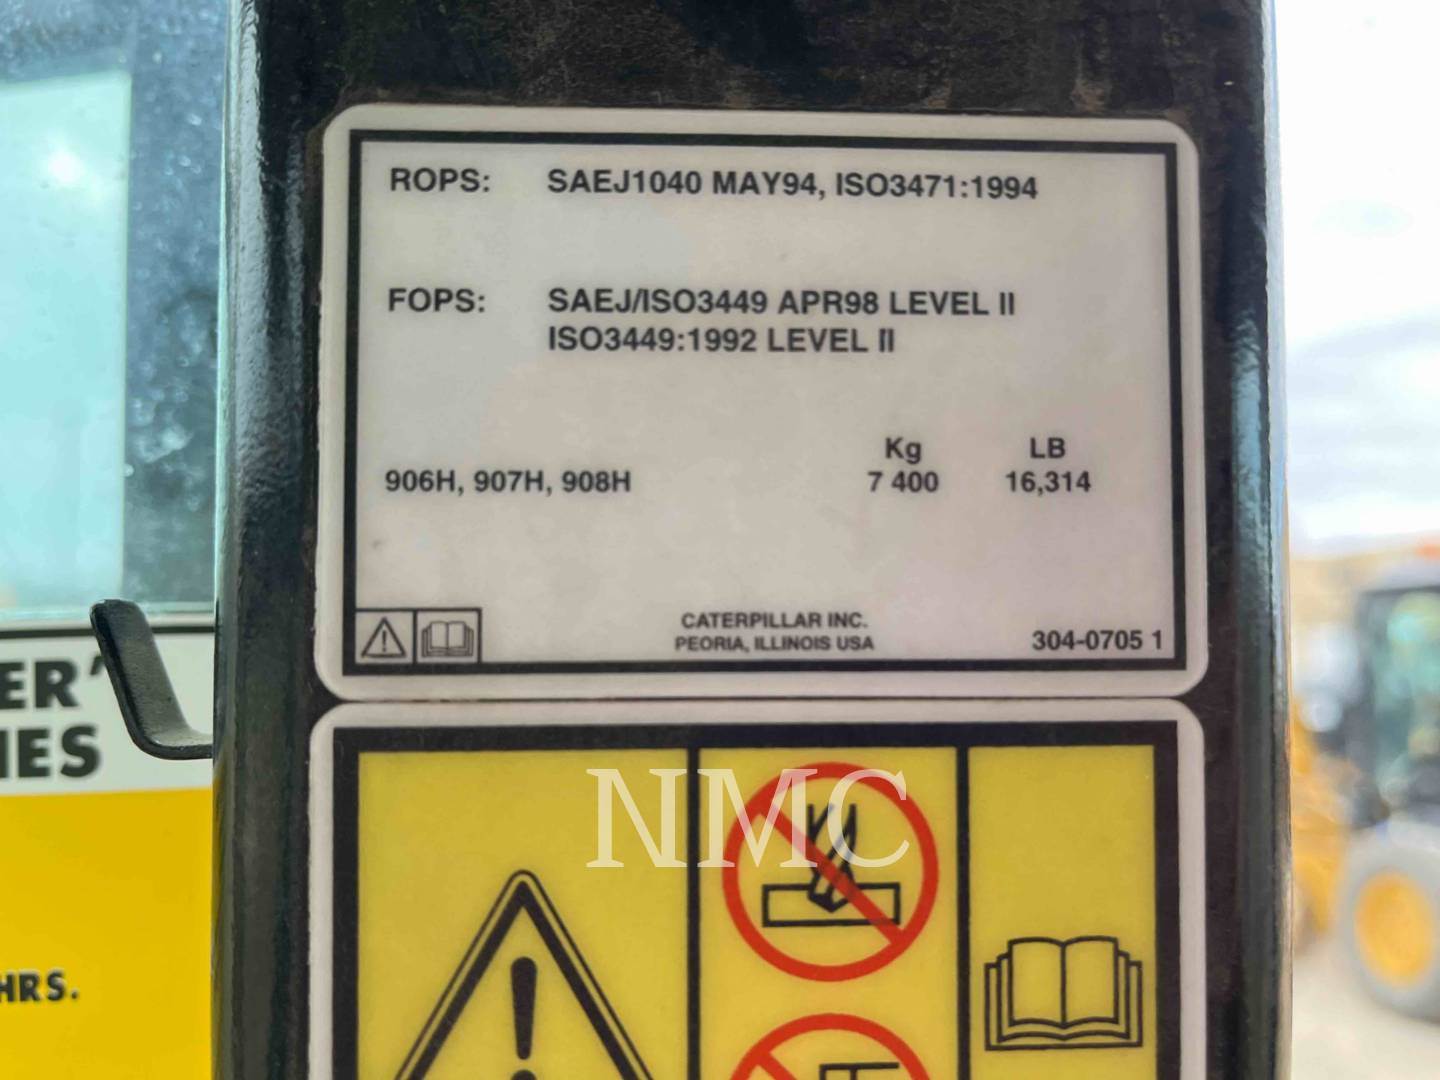 ROPS: SAEJ1040 MAY94, ISO3471:1994
FOPS: SAEJ/ISO3449 APR98 LEVEL II
ISO3449:1992 LEVEL II
Kg LB
906H, 907H, 908H 7 400 16,314
CATERPILLAR INC.
PEORIA, ILLINOIS USA 304-0705 1
ER'
IES
NMC
HRS.